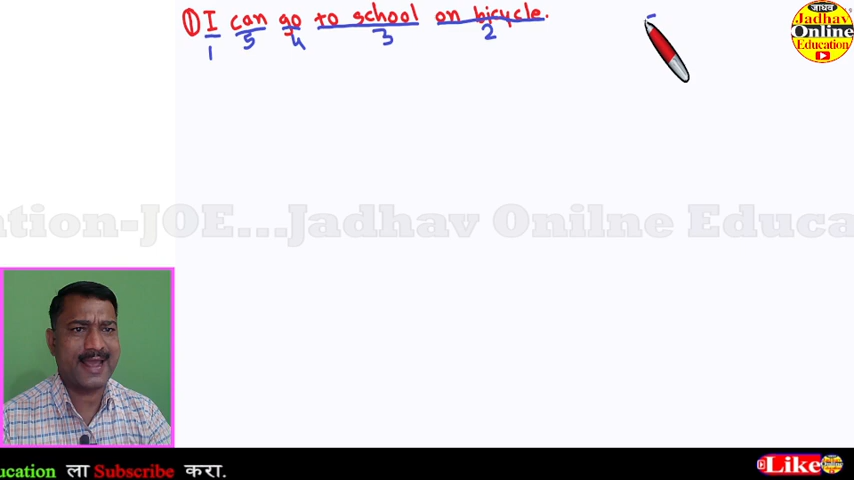 ① I can go to school on bicycle.
1 5 4 3 2
जाधव
Jadhav
Online
Education
ation-JOE...Jadhav Onilne Educa
ucation ला Subscribe करा.
Like